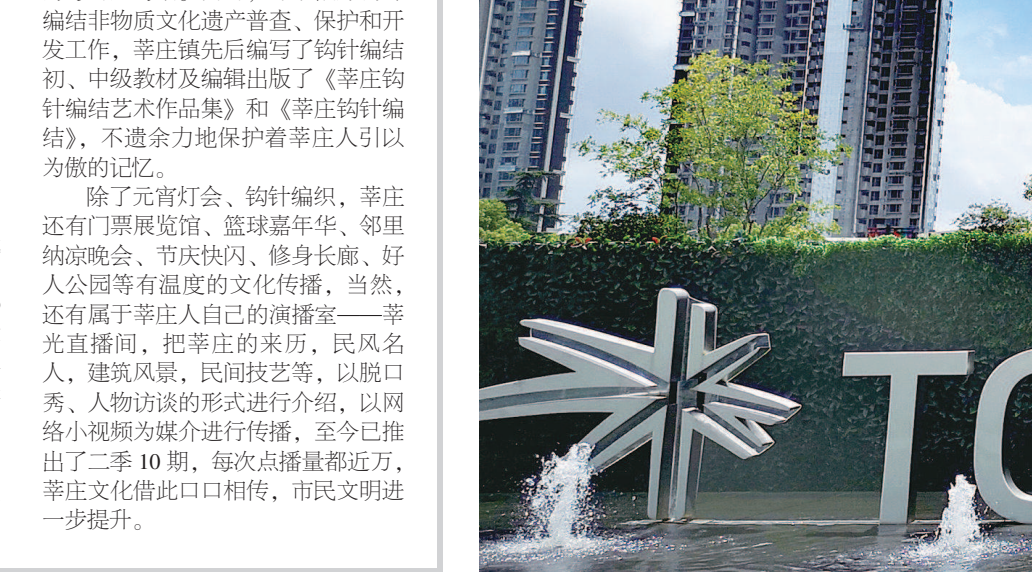 编结非物质文化遗产普查、保护和开
发工作，莘庄镇先后编写了钩针编结
初、中级教材及编辑出版了《莘庄钩
针编结艺术作品集》和《莘庄钩针编
结》，不遗余力地保护着莘庄人引以
为傲的记忆。
除了元宵灯会、钩针编织，莘庄
还有门票展览馆、篮球嘉年华、邻里
纳凉晚会、节庆快闪、修身长廊、好
人公园等有温度的文化传播，当然，
还有属于莘庄人自己的演播室——莘
光直播间，把莘庄的来历，民风名
人，建筑风景，民间技艺等，以脱口
秀、人物访谈的形式进行介绍，以网
络小视频为媒介进行传播，至今已推
出了二季 10 期，每次点播量都近万，
莘庄文化借此口口相传，市民文明进
一步提升。
TO